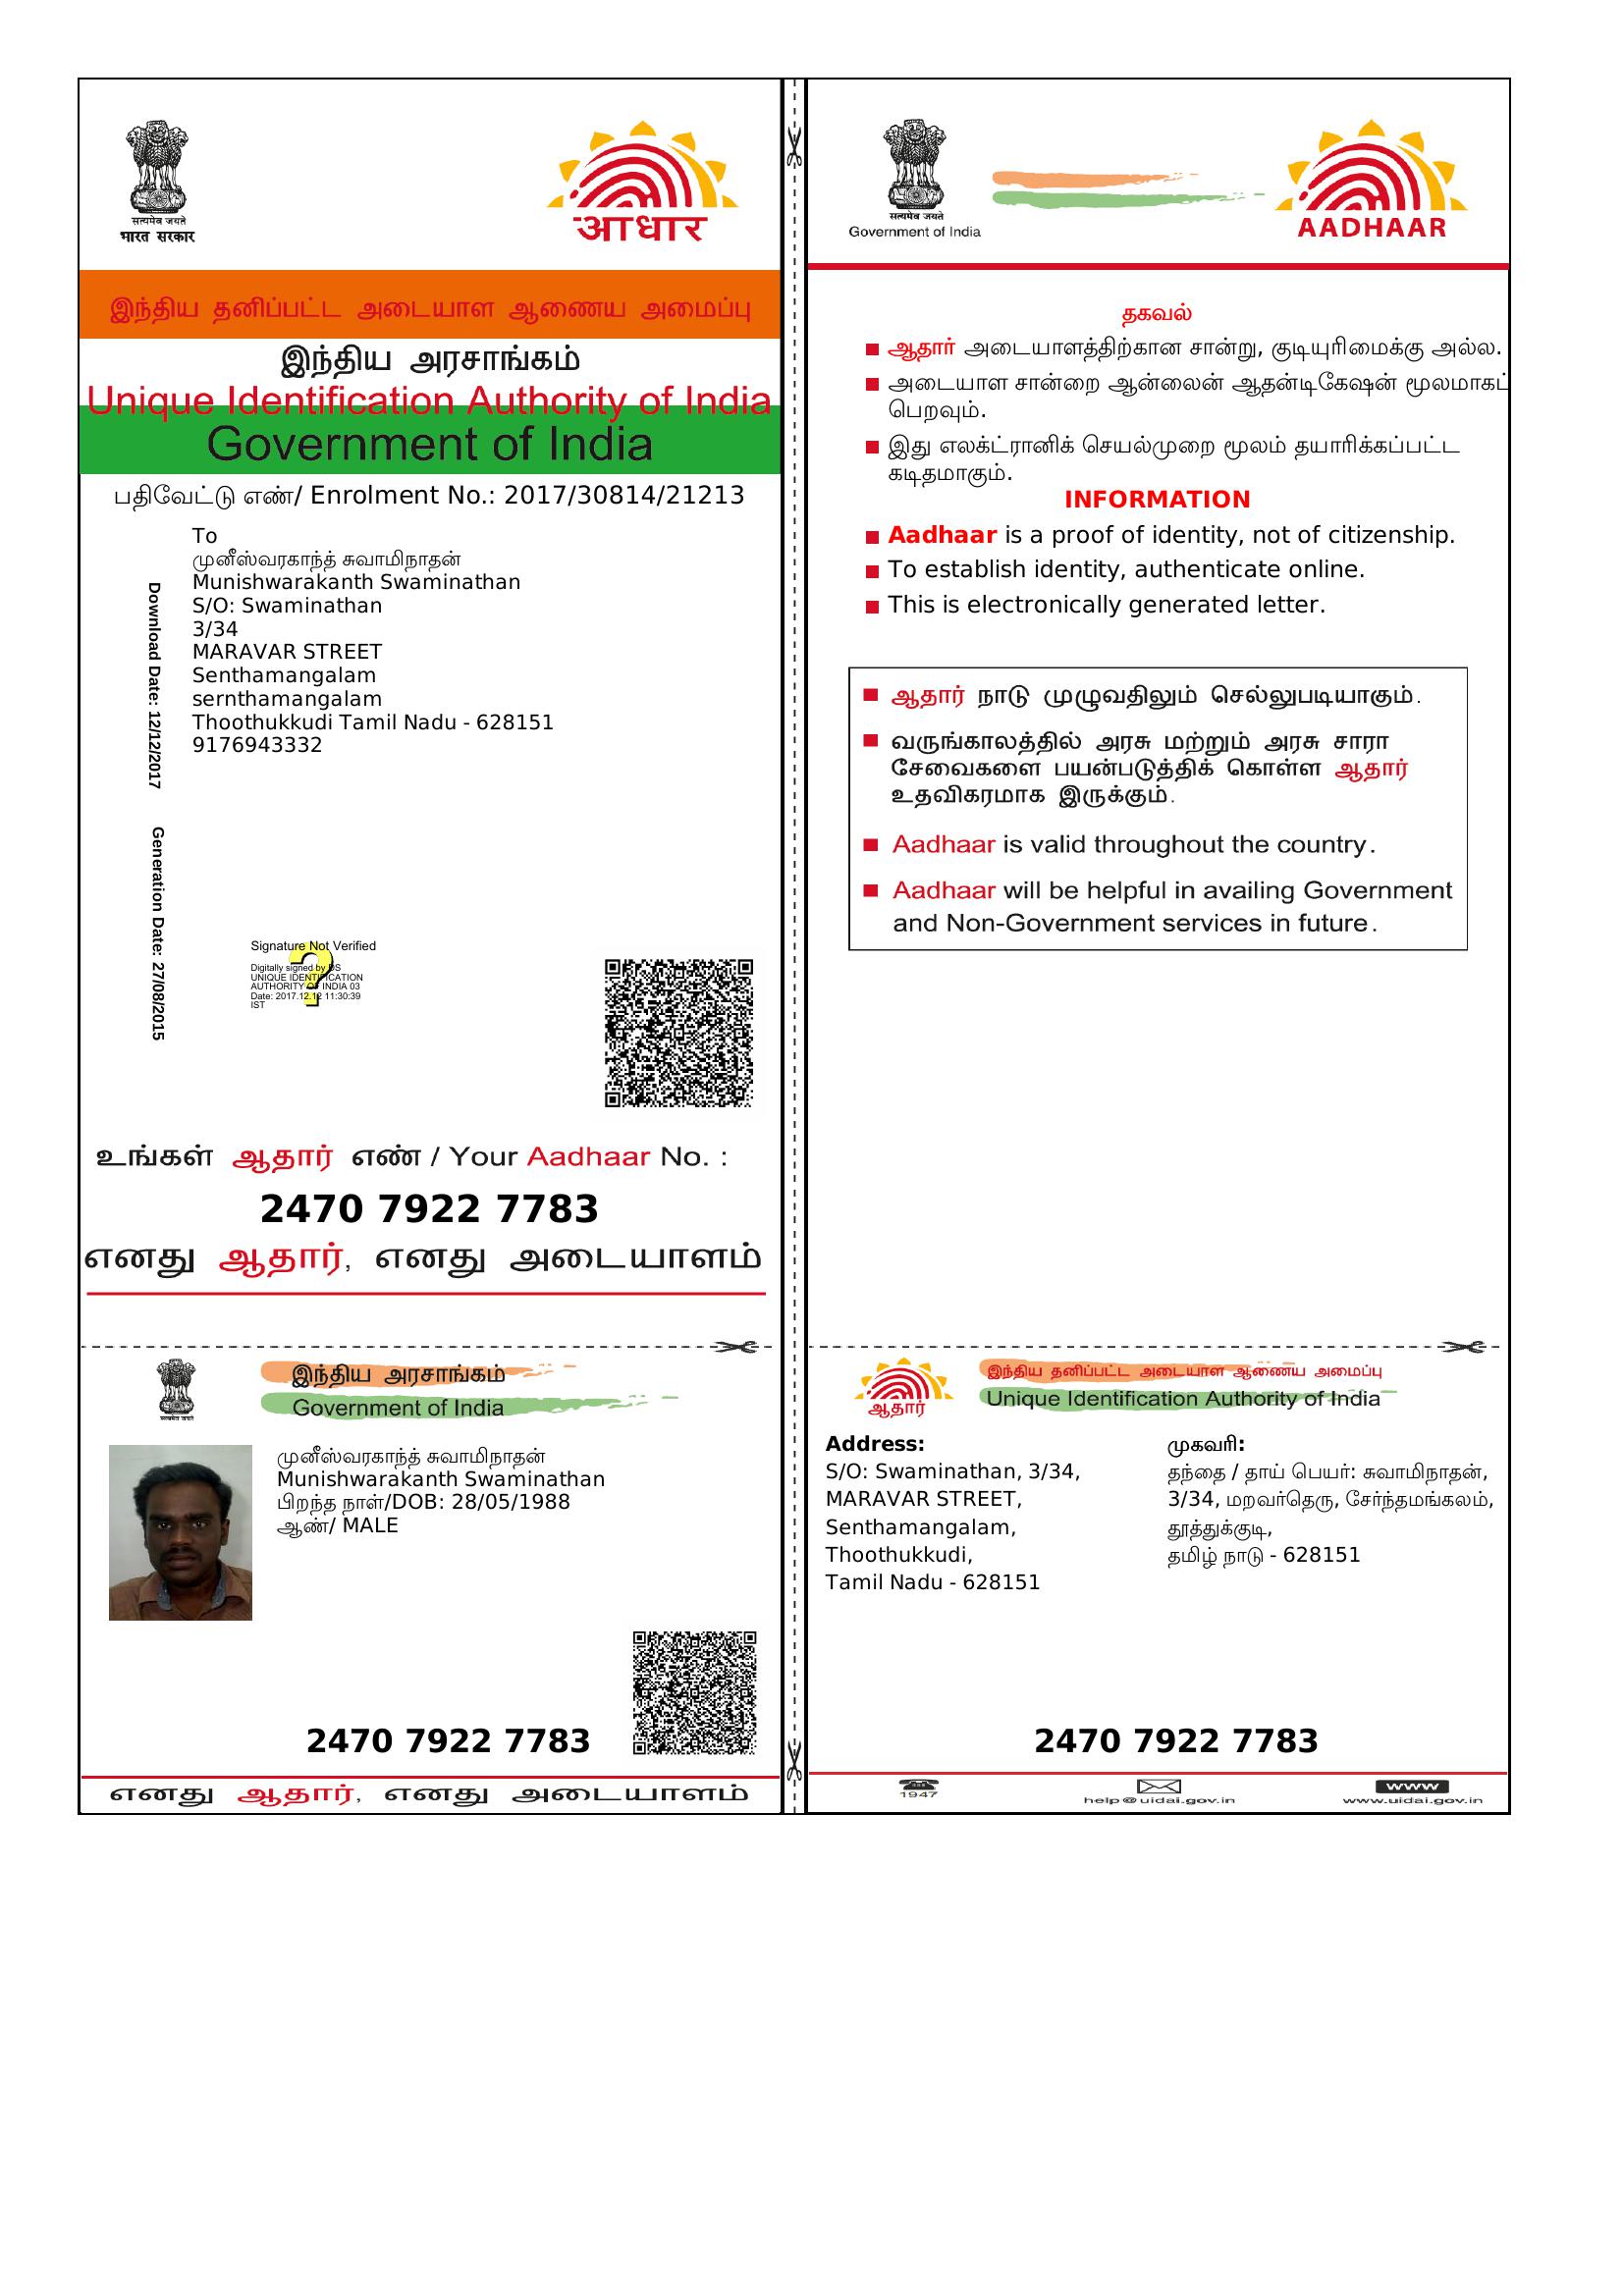 सत्यमेव जयते
भारत सरकार
आधार
இந்திய தனிப்பட்ட அடையாள ஆணைய அமைப்பு
இந்திய அரசாங்கம்
Unique Identification Authority of India
Government of India
பதிவேட்டு எண்/ Enrolment No.: 2017/30814/21213
To
முனீஸ்வரகாந்த் சுவாமிநாதன்
Munishwarakanth Swaminathan
S/O: Swaminathan
3/34
MARAVAR STREET
Senthamangalam
sernthamangalam
Thoothukkudi Tamil Nadu - 628151
9176943332
Download Date: 12/12/2017
Generation Date: 27/08/2015
Signature Not Verified
Digitally signed by DS
UNIQUE IDENTIFICATION
AUTHORITY OF INDIA 03
Date: 2017.12.12 11:30:39
IST
உங்கள் ஆதார் எண் / Your Aadhaar No. :
2470 7922 7783
எனது ஆதார், எனது அடையாளம்
सत्यमेव जयते
இந்திய அரசாங்கம்
Government of India
முனீஸ்வரகாந்த் சுவாமிநாதன்
Munishwarakanth Swaminathan
பிறந்த நாள்/DOB: 28/05/1988
ஆண்/ MALE
2470 7922 7783
எனது ஆதார், எனது அடையாளம்
सत्यमेव जयते
Government of India
AADHAAR
தகவல்
ஆதார் அடையாளத்திற்கான சான்று, குடியுரிமைக்கு அல்ல.
அடையாள சான்றை ஆன்லைன் ஆதன்டிகேஷன் மூலமாகப்
பெறவும்.
இது எலக்ட்ரானிக் செயல்முறை மூலம் தயாரிக்கப்பட்ட
கடிதமாகும்.
INFORMATION
Aadhaar is a proof of identity, not of citizenship.
To establish identity, authenticate online.
This is electronically generated letter.
ஆதார் நாடு முழுவதிலும் செல்லுபடியாகும்.
வருங்காலத்தில் அரசு மற்றும் அரசு சாரா
சேவைகளை பயன்படுத்திக் கொள்ள ஆதார்
உதவிகரமாக இருக்கும்.
Aadhaar is valid throughout the country.
Aadhaar will be helpful in availing Government
and Non-Government services in future.
ஆதார்
இந்திய தனிப்பட்ட அடையாள ஆணைய அமைப்பு
Unique Identification Authority of India
Address:
S/O: Swaminathan, 3/34,
MARAVAR STREET,
Senthamangalam,
Thoothukkudi,
Tamil Nadu - 628151
முகவரி:
தந்தை / தாய் பெயர்: சுவாமிநாதன்,
3/34, மறவர்தெரு, சேர்ந்தமங்கலம்,
தூத்துக்குடி,
தமிழ் நாடு - 628151
2470 7922 7783
1947
help@uidai.gov.in
www
www.uidai.gov.in